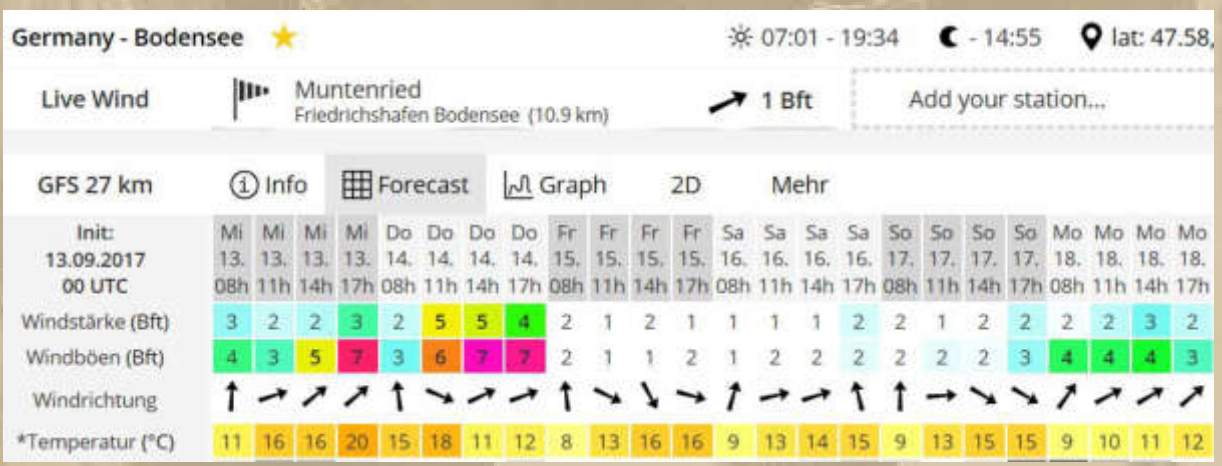 Germany - Bodensee 07:01 - 19:34 - 14:55 lat: 47.58,
Live Wind Muntenried 1 Bft Add your station...
Friedrichshafen Bodensee (10.9 km)
GFS 27 km Info Forecast Graph 2D Mehr
Init: Mi Mi Mi Mi Do Do Do Do Fr Fr Fr Fr Sa Sa Sa Sa So So So So Mo Mo Mo Mo
13.09.2017 13. 13. 13. 13. 14. 14. 14. 14. 15. 15. 15. 15. 16. 16. 16. 16. 17. 17. 17. 17. 18. 18. 18. 18.
00 UTC 08h 11h 14h 17h 08h 11h 14h 17h 08h 11h 14h 17h 08h 11h 14h 17h 08h 11h 14h 17h 08h 11h 14h 17h
Windstärke (Bft) 3 2 2 3 2 5 5 4 2 1 2 1 1 1 1 2 2 1 2 2 2 2 3 2
Windböen (Bft) 4 3 5 7 3 6 7 7 2 1 1 2 1 2 2 2 2 2 2 3 4 4 4 3
Windrichtung
*Temperatur (°C) 11 16 16 20 15 18 11 12 8 13 16 16 9 13 14 15 9 13 15 15 9 10 11 12